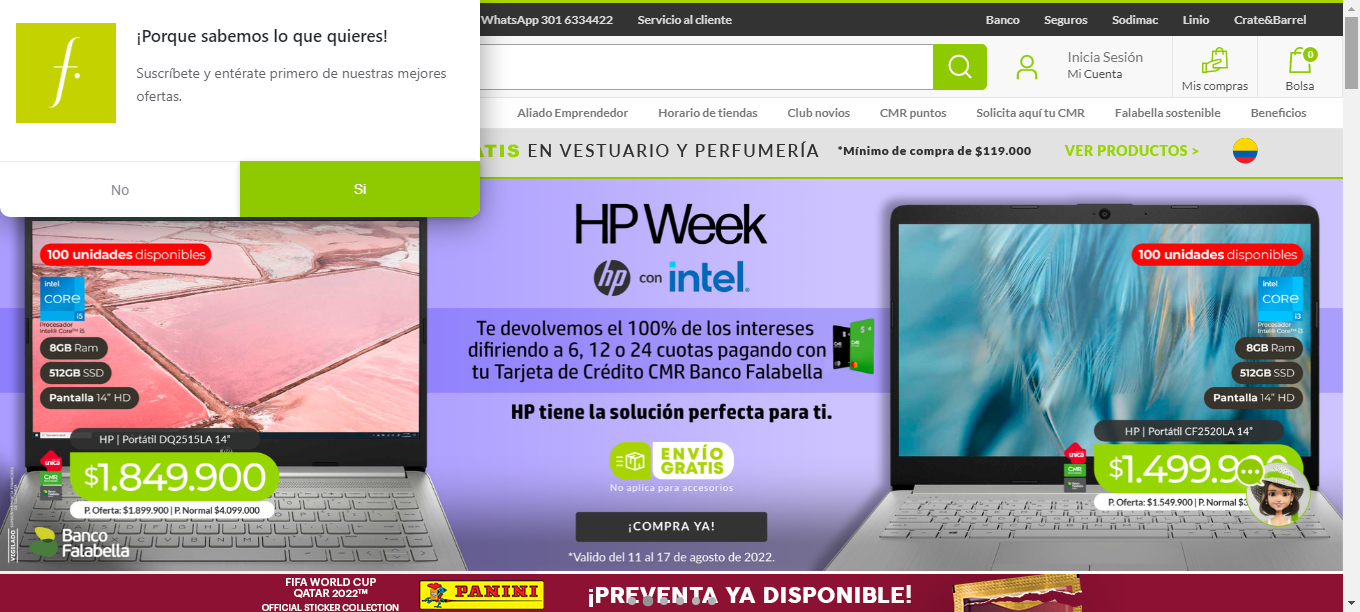 ¡Porque sabemos lo que quieres!
Suscríbete y entérate primero de nuestras mejores
ofertas.
No
Si
WhatsApp 301 6334422
Servicio al cliente
Banco
Seguros
Sodimac
Linio
Crate&Barrel
Inicia Sesión
Mi Cuenta
Mis compras
0
Bolsa
Aliado Emprendedor
Horario de tiendas
Club novios
CMR puntos
Solicita aquí tu CMR
Falabella sostenible
Beneficios
EN VESTUARIO Y PERFUMERÍA
*Mínimo de compra de $119.000
VER PRODUCTOS >
HP Week
hp con intel.
Te devolvemos el 100% de los intereses
difiriendo a 6, 12 o 24 cuotas pagando con
tu Tarjeta de Crédito CMR Banco Falabella
HP tiene la solución perfecta para ti.
ENVÍO
GRATIS
No aplica para accesorios
¡COMPRA YA!
*Valido del 11 al 17 de agosto de 2022.
100 unidades disponibles
intel
CORE
i5
Procesador
Intel® Core™ i5
8GB Ram
512GB SSD
Pantalla 14” HD
HP | Portátil DQ2515LA 14”
única
CMR
$1.849.900
P. Oferta: $1.899.900 | P. Normal $4.099.000
VIGILADO
Banco
Falabella
100 unidades disponibles
intel
CORE
i3
Procesador
Intel® Core™ i3
8GB Ram
512GB SSD
Pantalla 14” HD
HP | Portátil CF2520LA 14”
única
CMR
$1.499.9
P. Oferta: $1.549.900 | P. Normal
FIFA WORLD CUP
QATAR 2022™
OFFICIAL STICKER COLLECTION
PANINI
¡PREVENTA YA DISPONIBLE!